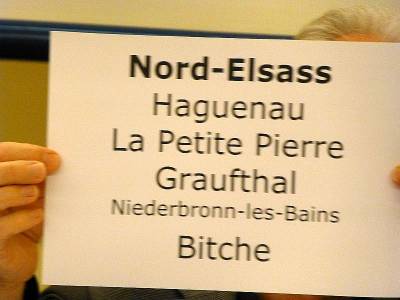 Nord-Elsass
Haguenau
La Petite Pierre
Graufthal
Niederbronn-les-Bains
Bitche